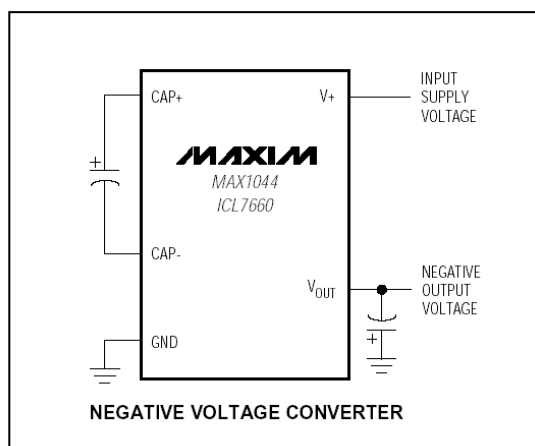 CAP+
V+
INPUT
SUPPLY
VOLTAGE
+
MAXIM
MAX1044
ICL7660
CAP-
VOUT
NEGATIVE
OUTPUT
VOLTAGE
+
GND
NEGATIVE VOLTAGE CONVERTER